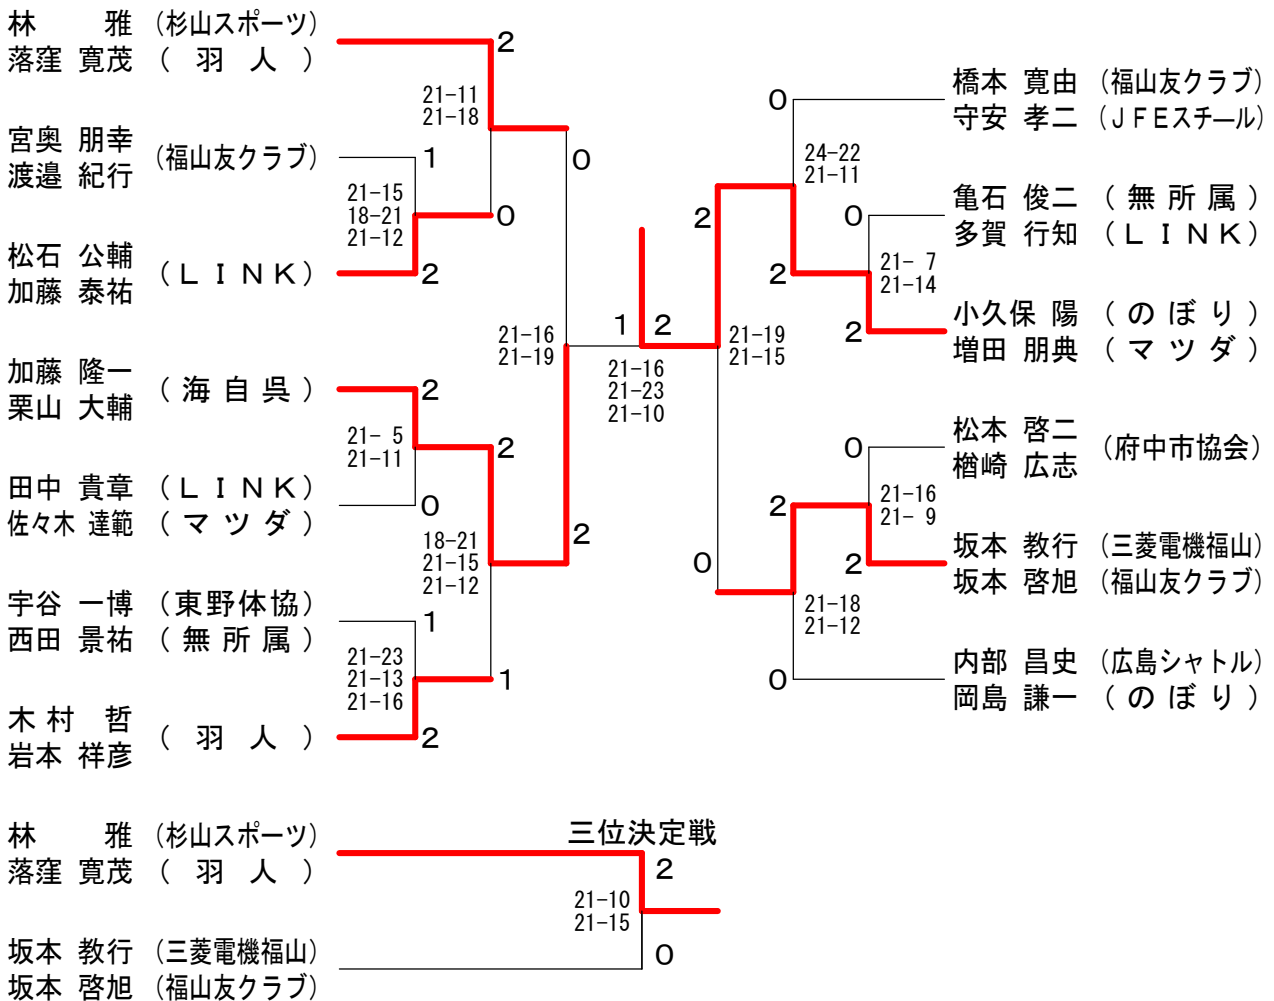 林　　雅 (杉山スポーツ)
落窪 寛茂 ( 羽 人 )
2
21-11
21-18
宮奥 朋幸
渡邉 紀行
(福山友クラブ)
1
0
21-15
18-21
21-12
0
松石 公輔
加藤 泰祐
(ＬＩＮＫ)
2
21-16
21-19
加藤 隆一
栗山 大輔
(海自呉)
2
21- 5
21-11
2
田中 貴章 (ＬＩＮＫ)
佐々木 達範 (マツダ)
0
18-21
21-15
21-12
2
宇谷 一博 (東野体協)
西田 景祐 (無所属)
1
21-23
21-13
21-16
1
木村　哲
岩本 祥彦
( 羽 人 )
2
1
2
21-16
21-23
21-10
橋本 寛由 (福山友クラブ)
守安 孝二 (ＪＦＥスチール)
0
24-22
21-11
亀石 俊二 (無所属)
多賀 行知 (ＬＩＮＫ)
0
2
21- 7
21-14
2
小久保 陽 (のぼり)
増田 朋典 (マツダ)
2
21-19
21-15
松本 啓二
楢崎 広志
(府中市協会)
0
21-16
21- 9
2
坂本 教行 (三菱電機福山)
坂本 啓旭 (福山友クラブ)
2
0
21-18
21-12
内部 昌史 (広島シャトル)
岡島 謙一 (のぼり)
0
三位決定戦
林　　雅 (杉山スポーツ)
落窪 寛茂 ( 羽 人 )
2
21-10
21-15
坂本 教行 (三菱電機福山)
坂本 啓旭 (福山友クラブ)
0